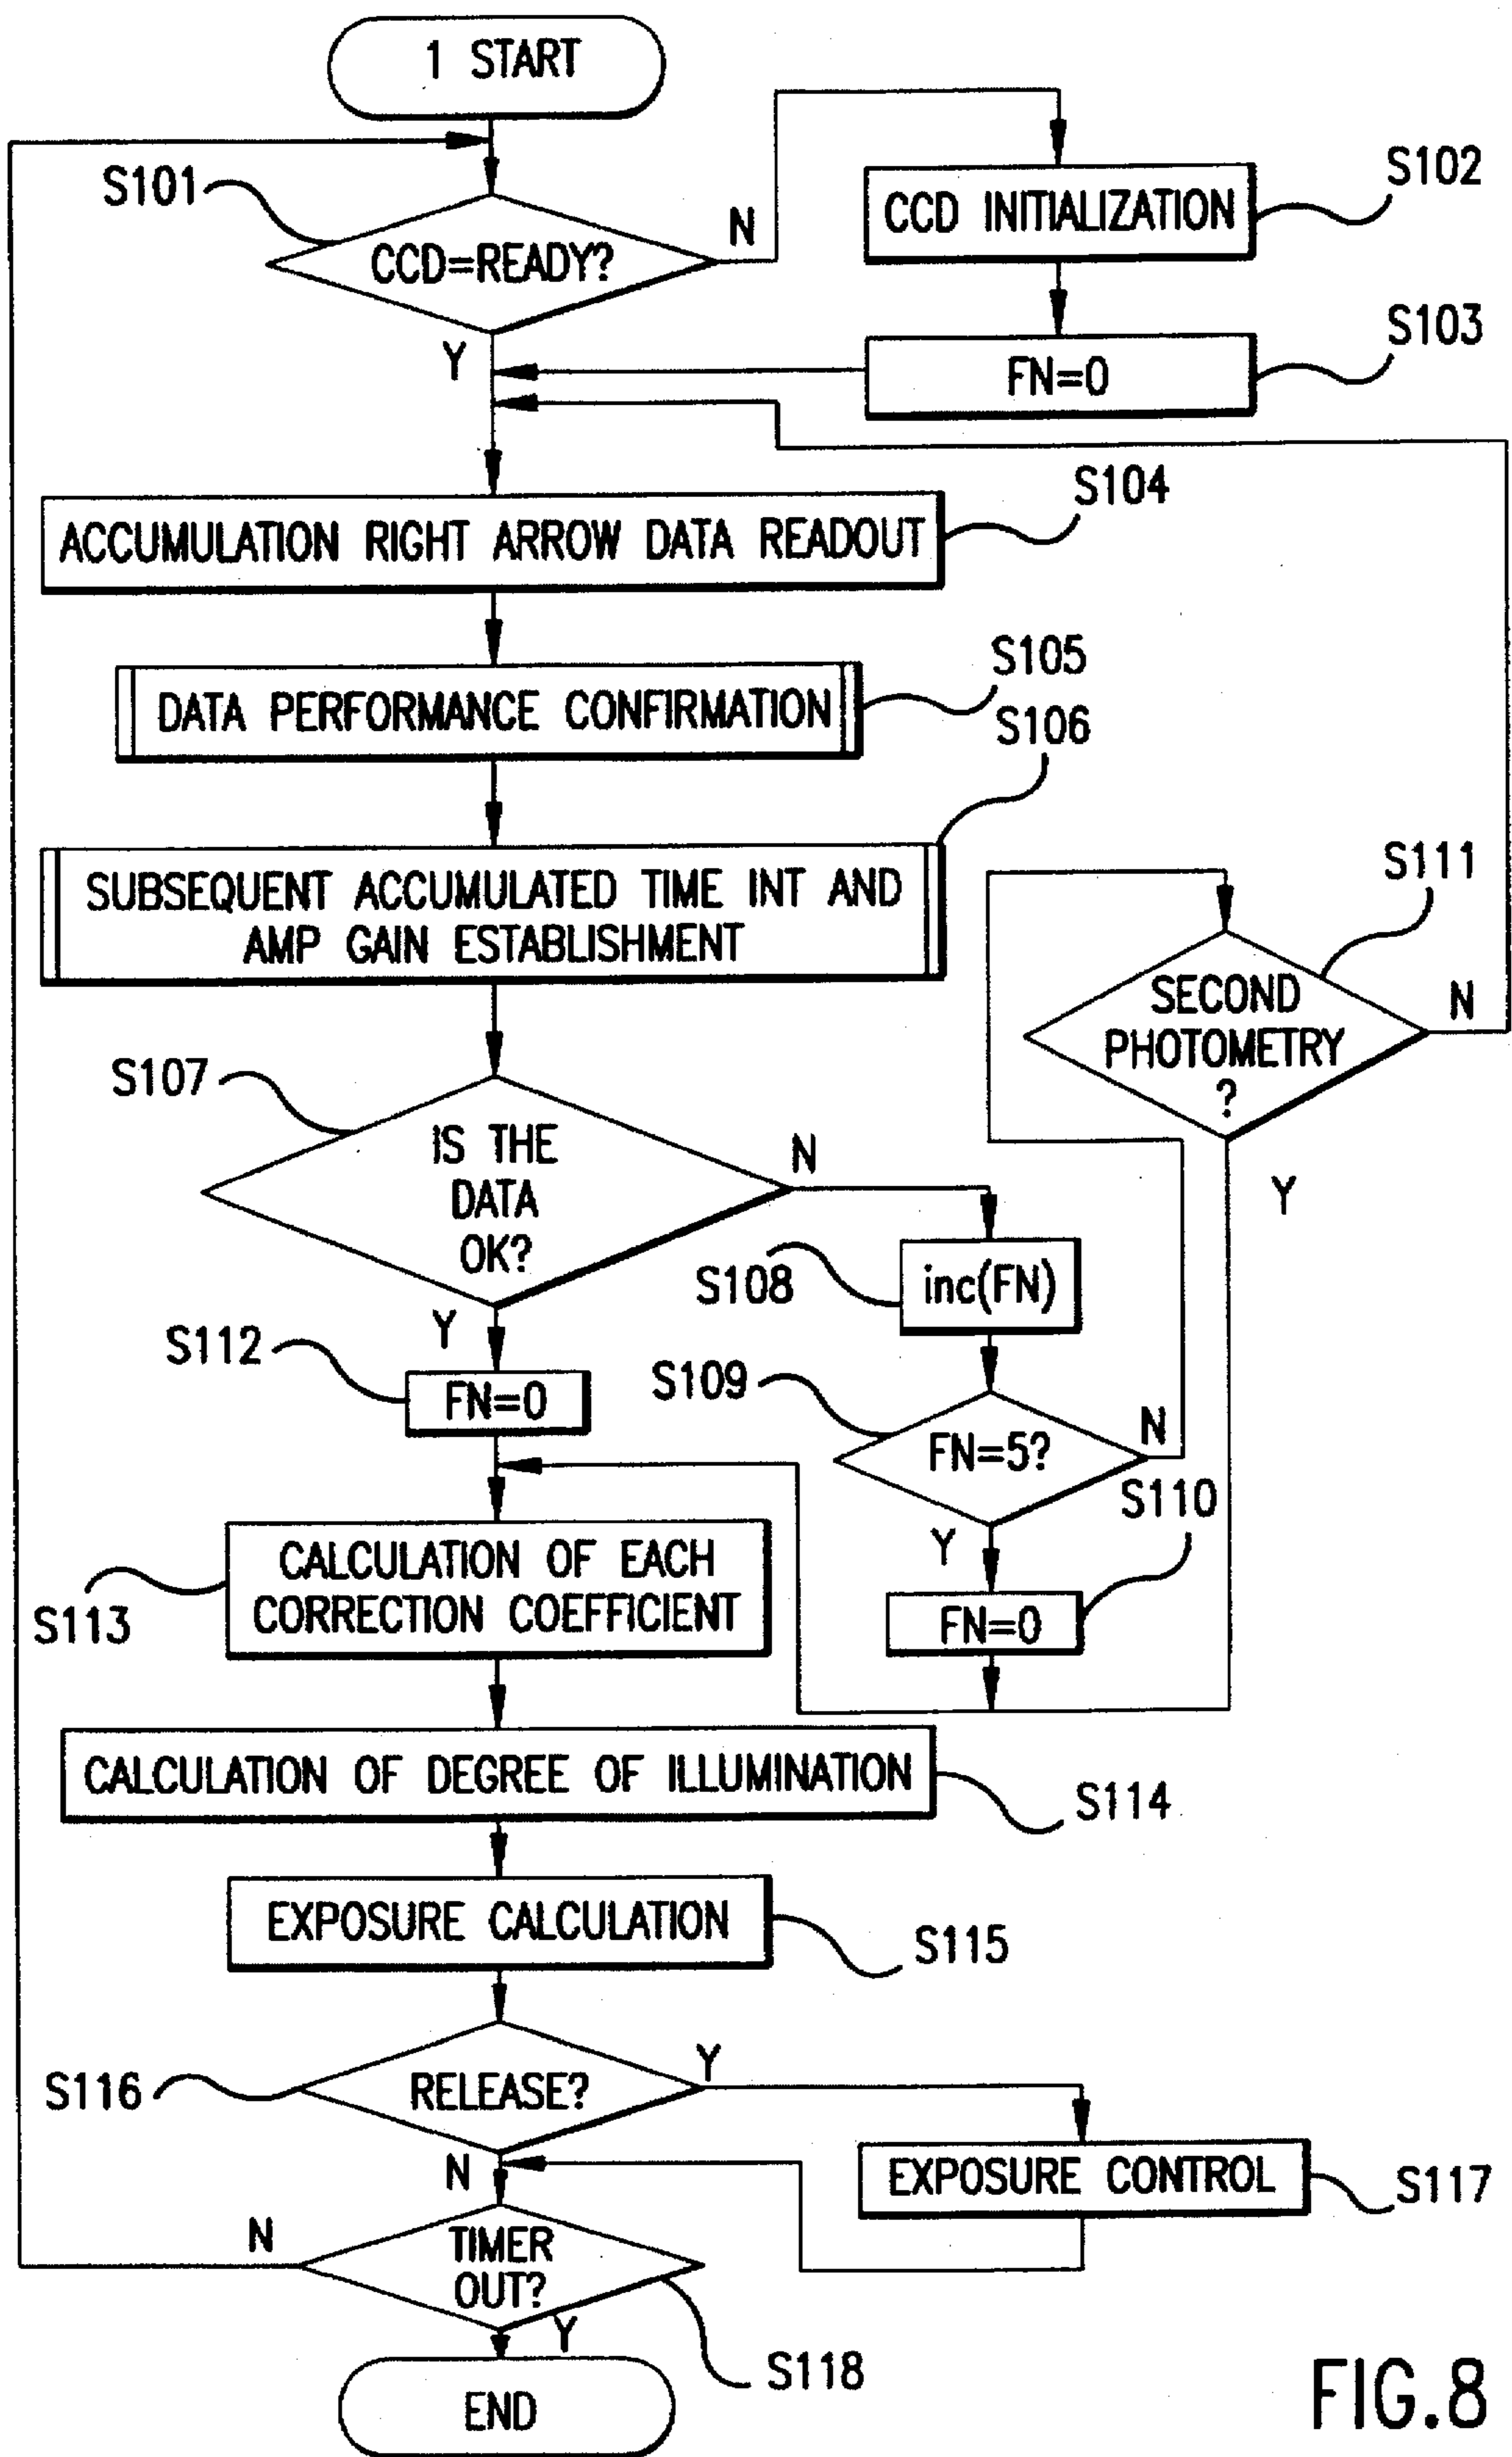 1 START
S101
CCD=READY?
N
Y
CCD INITIALIZATION
S102
FN=0
S103
ACCUMULATION RIGHT ARROW DATA READOUT
S104
DATA PERFORMANCE CONFIRMATION
S105
SUBSEQUENT ACCUMULATED TIME INT AND
AMP GAIN ESTABLISHMENT
S106
S107
IS THE
DATA
OK?
N
Y
S108
inc(FN)
S109
FN=5?
N
Y
S110
FN=0
S111
SECOND
PHOTOMETRY
?
N
Y
S112
FN=0
S113
CALCULATION OF EACH
CORRECTION COEFFICIENT
CALCULATION OF DEGREE OF ILLUMINATION
S114
EXPOSURE CALCULATION
S115
S116
RELEASE?
Y
N
EXPOSURE CONTROL
S117
TIMER
OUT?
N
Y
S118
END
FIG.8